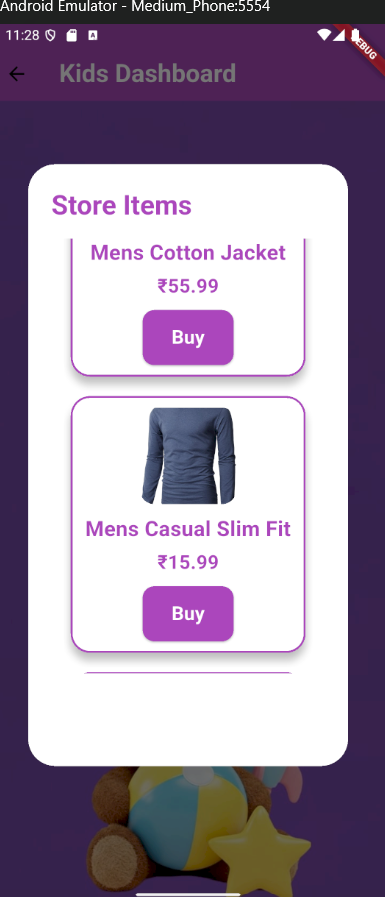 Android Emulator - Medium_Phone:5554
11:28
A
Kids Dashboard
Store Items
Mens Cotton Jacket
₹55.99
Buy
Mens Casual Slim Fit
₹15.99
Buy